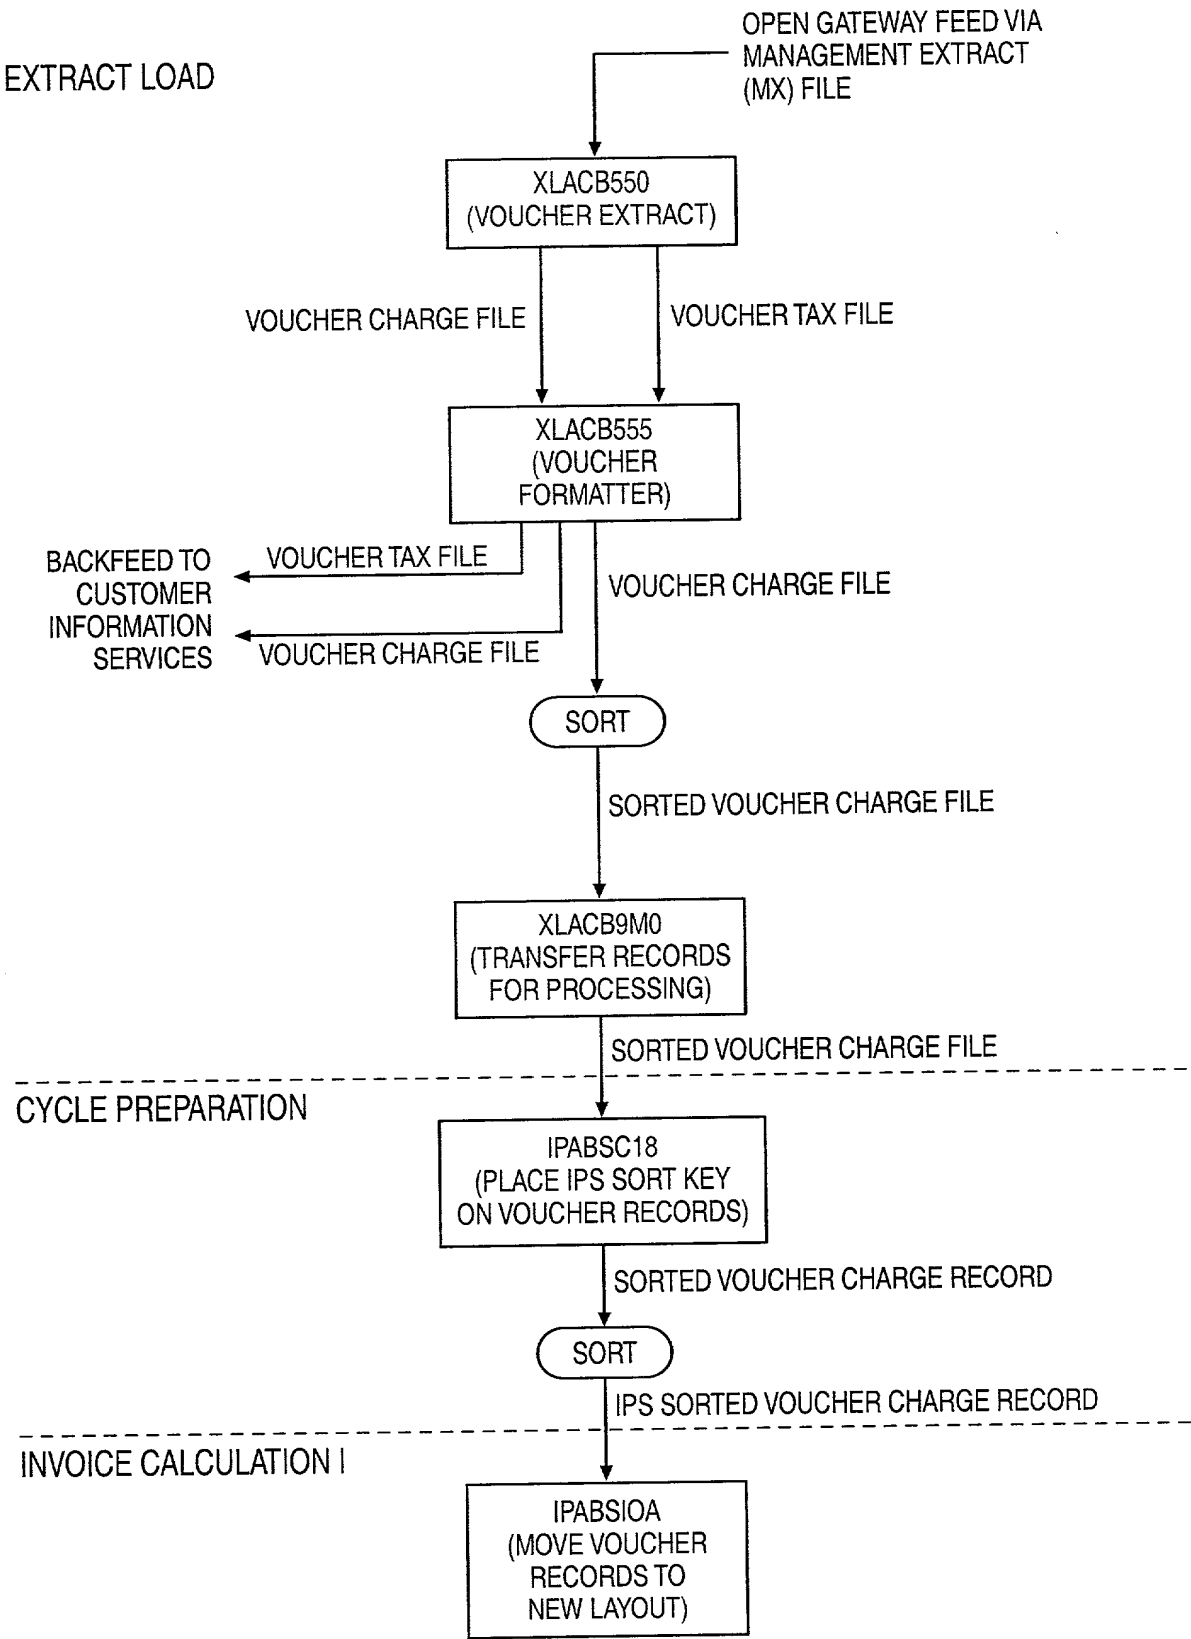 OPEN GATEWAY FEED VIA
MANAGEMENT EXTRACT
(MX) FILE
EXTRACT LOAD
XLACB550
(VOUCHER EXTRACT)
VOUCHER CHARGE FILE
VOUCHER TAX FILE
XLACB555
(VOUCHER
FORMATTER)
BACKFEED TO
CUSTOMER
INFORMATION
SERVICES
VOUCHER TAX FILE
VOUCHER CHARGE FILE
VOUCHER CHARGE FILE
SORT
SORTED VOUCHER CHARGE FILE
XLACB9M0
(TRANSFER RECORDS
FOR PROCESSING)
SORTED VOUCHER CHARGE FILE
CYCLE PREPARATION
IPABSC18
(PLACE IPS SORT KEY
ON VOUCHER RECORDS)
SORTED VOUCHER CHARGE RECORD
SORT
IPS SORTED VOUCHER CHARGE RECORD
INVOICE CALCULATION I
IPABSIOA
(MOVE VOUCHER
RECORDS TO
NEW LAYOUT)